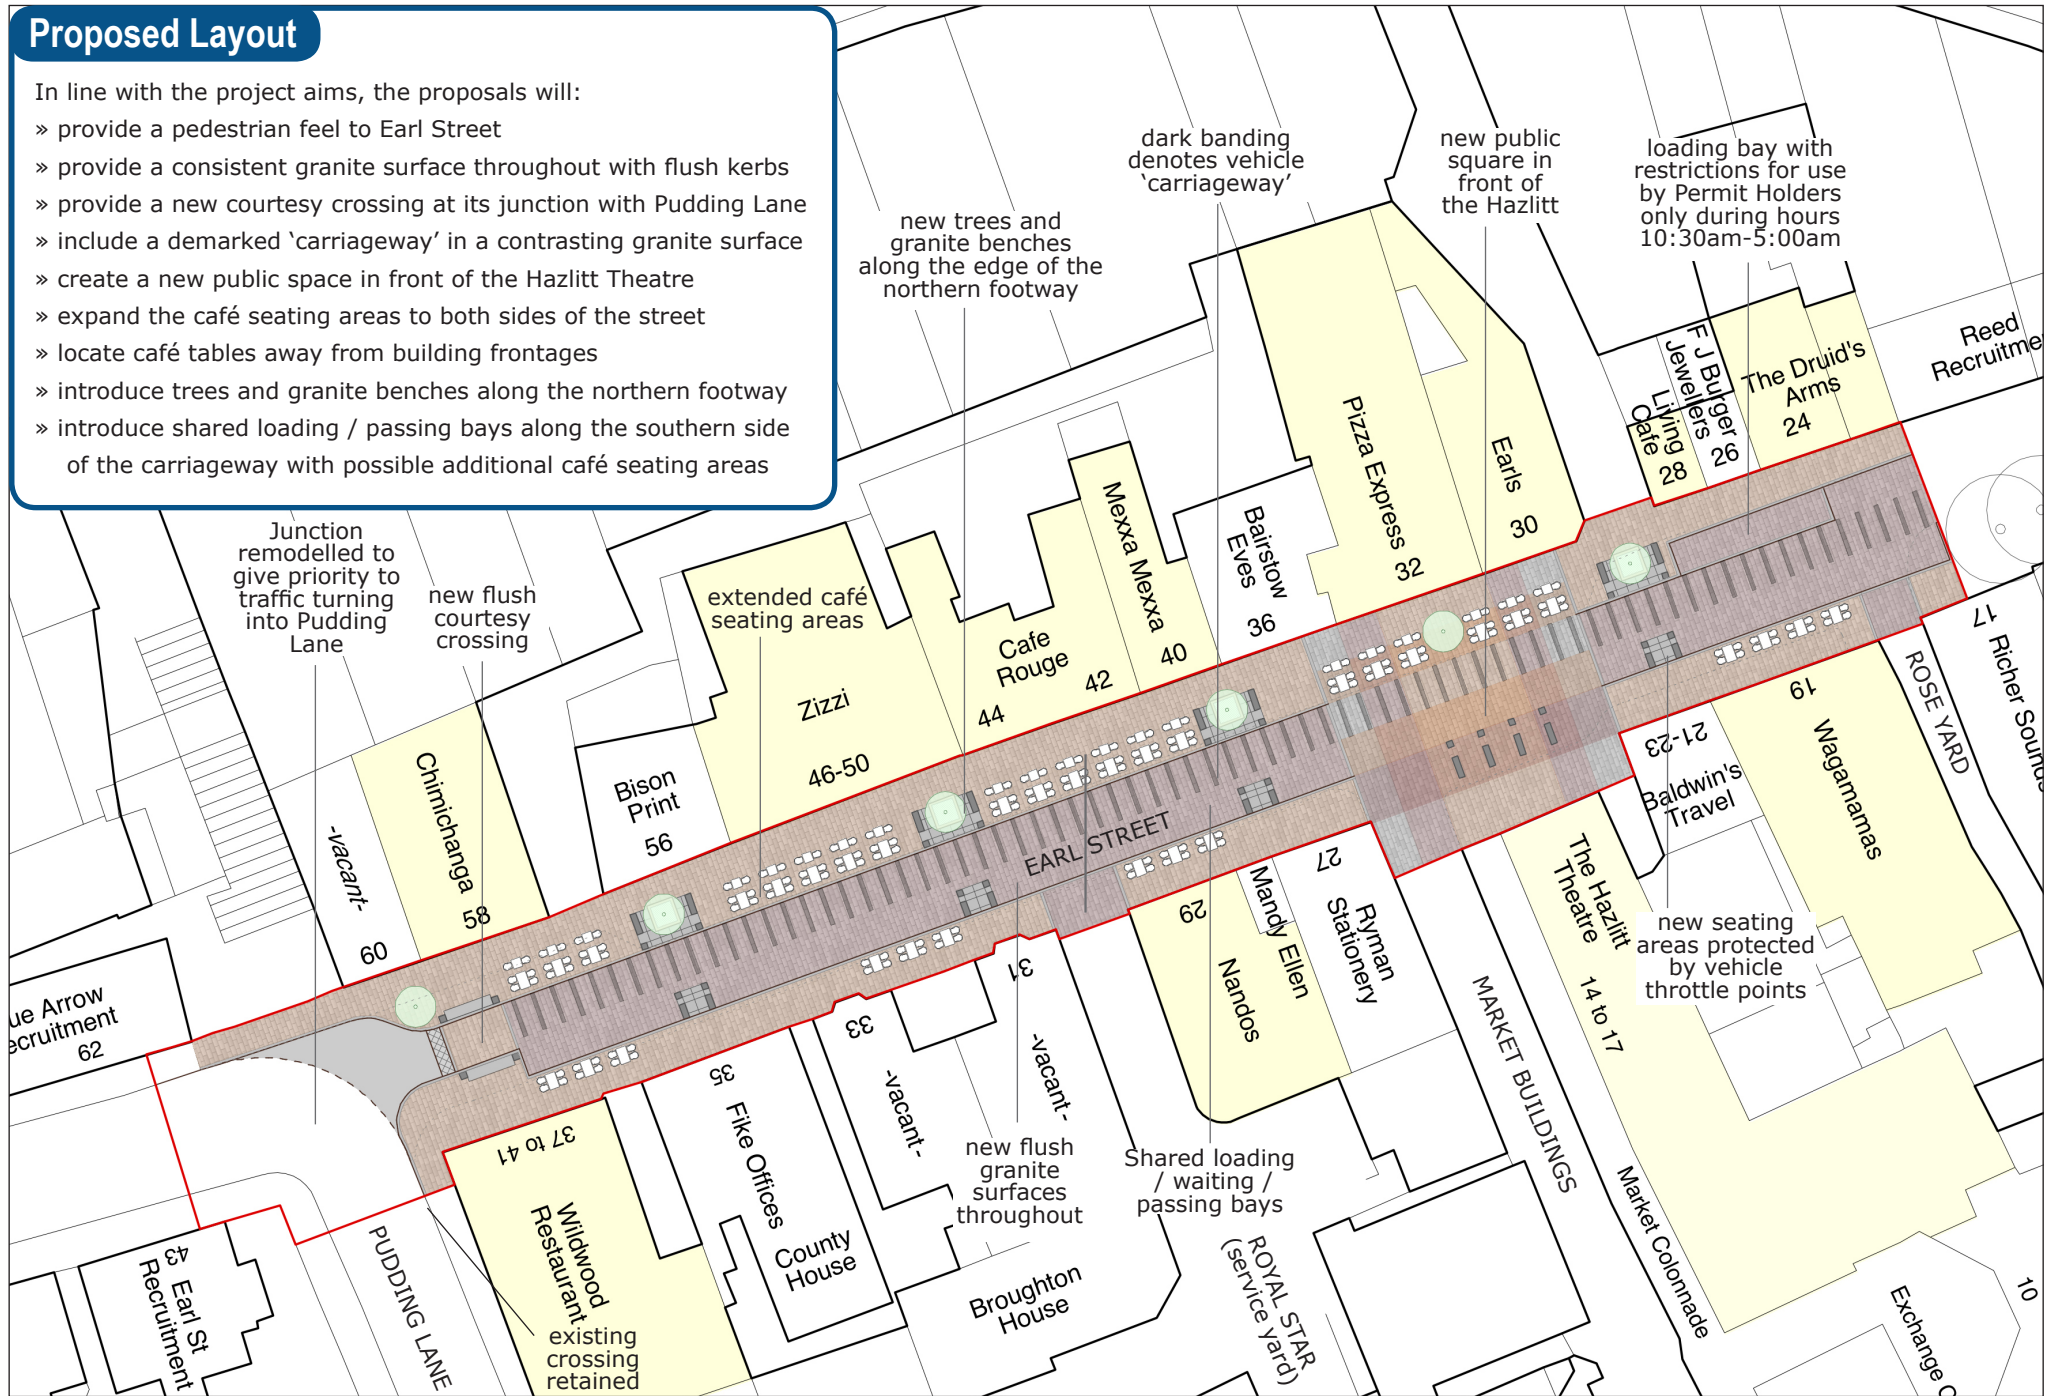 Proposed Layout
In line with the project aims, the proposals will:
» provide a pedestrian feel to Earl Street
» provide a consistent granite surface throughout with flush kerbs
» provide a new courtesy crossing at its junction with Pudding Lane
» include a demarked ‘carriageway’ in a contrasting granite surface
» create a new public space in front of the Hazlitt Theatre
» expand the café seating areas to both sides of the street
» locate café tables away from building frontages
» introduce trees and granite benches along the northern footway
» introduce shared loading / passing bays along the southern side
of the carriageway with possible additional café seating areas
dark banding
denotes vehicle
‘carriageway’
new public
square in
front of
the Hazlitt
loading bay with
restrictions for use
by Permit Holders
only during hours
10:30am-5:00am
new trees and
granite benches
along the edge of the
northern footway
Junction
remodelled to
give priority to
traffic turning
into Pudding
Lane
new flush
courtesy
crossing
extended café
seating areas
ue Arrow
ecruitment
62
-vacant-
60
Chimichanga
58
Bison
Print
56
Zizzi
46-50
Cafe
Rouge
44
42
Mexxa Mexxa
40
Bairstow
Eves
36
Pizza Express
32
Earls
30
Living
Cafe
28
F J Burger
Jewellers
26
The Druid's
Arms
24
Reed
Recruitme
EARL STREET
17
Richer Sounds
ROSE YARD
19
Wagamamas
21-23
Baldwin's
Travel
The Hazlitt
Theatre
14 to 17
MARKET BUILDINGS
Market Colonnade
Exchange C
10
27
Ryman
Stationery
Mandy Ellen
29
Nandos
31
-vacant-
33
-vacant-
35
Fike Offices
County
House
Broughton
House
ROYAL STAR
(service yard)
37 to 41
Wildwood
Restaurant
PUDDING LANE
43
Earl St
Recruitment
new seating
areas protected
by vehicle
throttle points
new flush
granite
surfaces
throughout
Shared loading
/ waiting /
passing bays
existing
crossing
retained